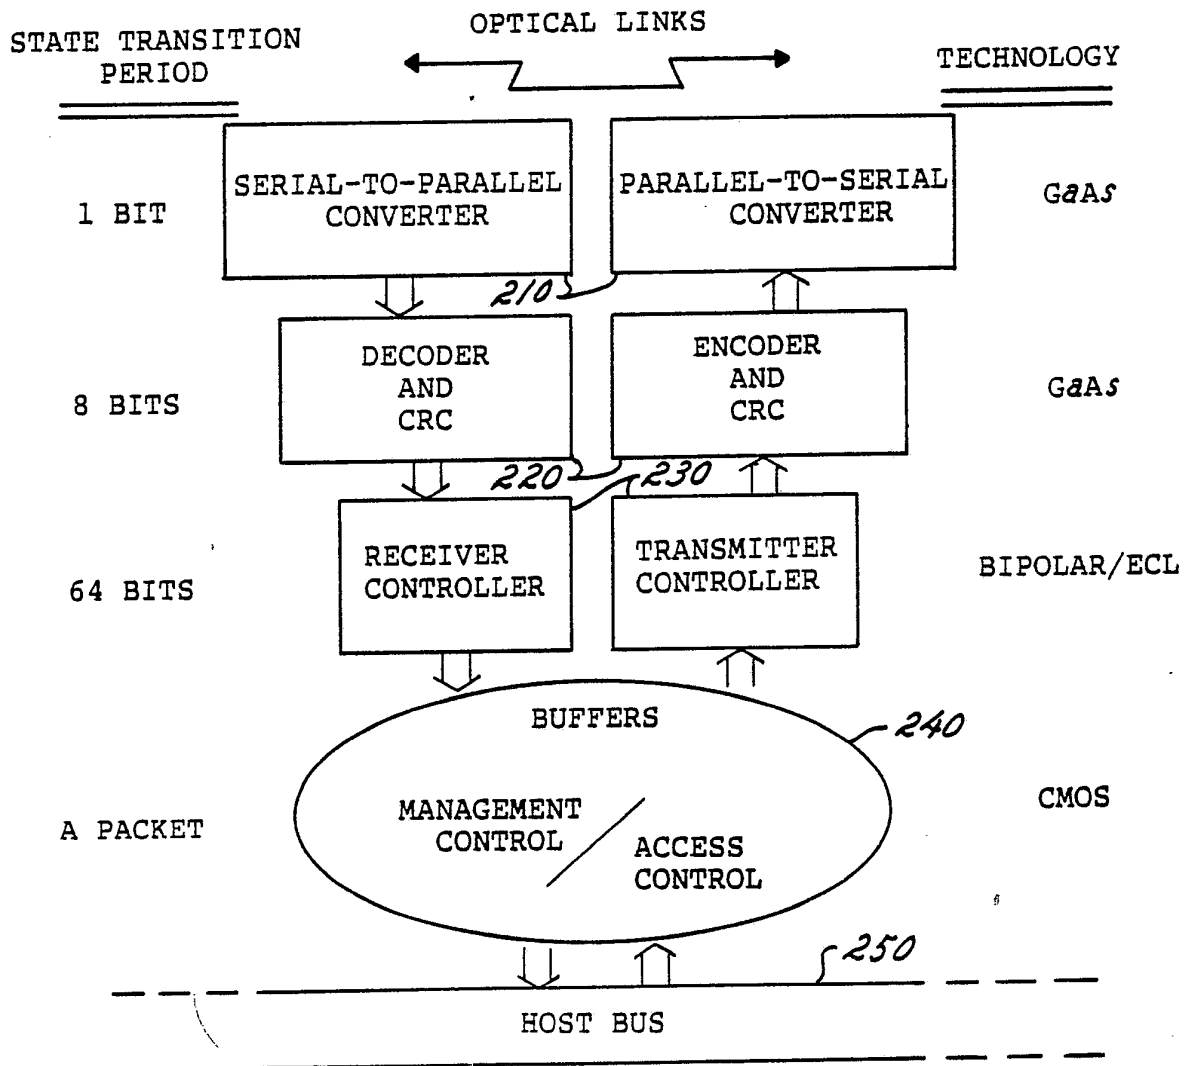 OPTICAL LINKS
STATE TRANSITION
PERIOD
TECHNOLOGY
1 BIT
SERIAL-TO-PARALLEL
CONVERTER
PARALLEL-TO-SERIAL
CONVERTER
GaAs
210
8 BITS
DECODER
AND
CRC
ENCODER
AND
CRC
GaAs
220
230
64 BITS
RECEIVER
CONTROLLER
TRANSMITTER
CONTROLLER
BIPOLAR/ECL
BUFFERS
240
A PACKET
MANAGEMENT
CONTROL
ACCESS
CONTROL
CMOS
250
HOST BUS